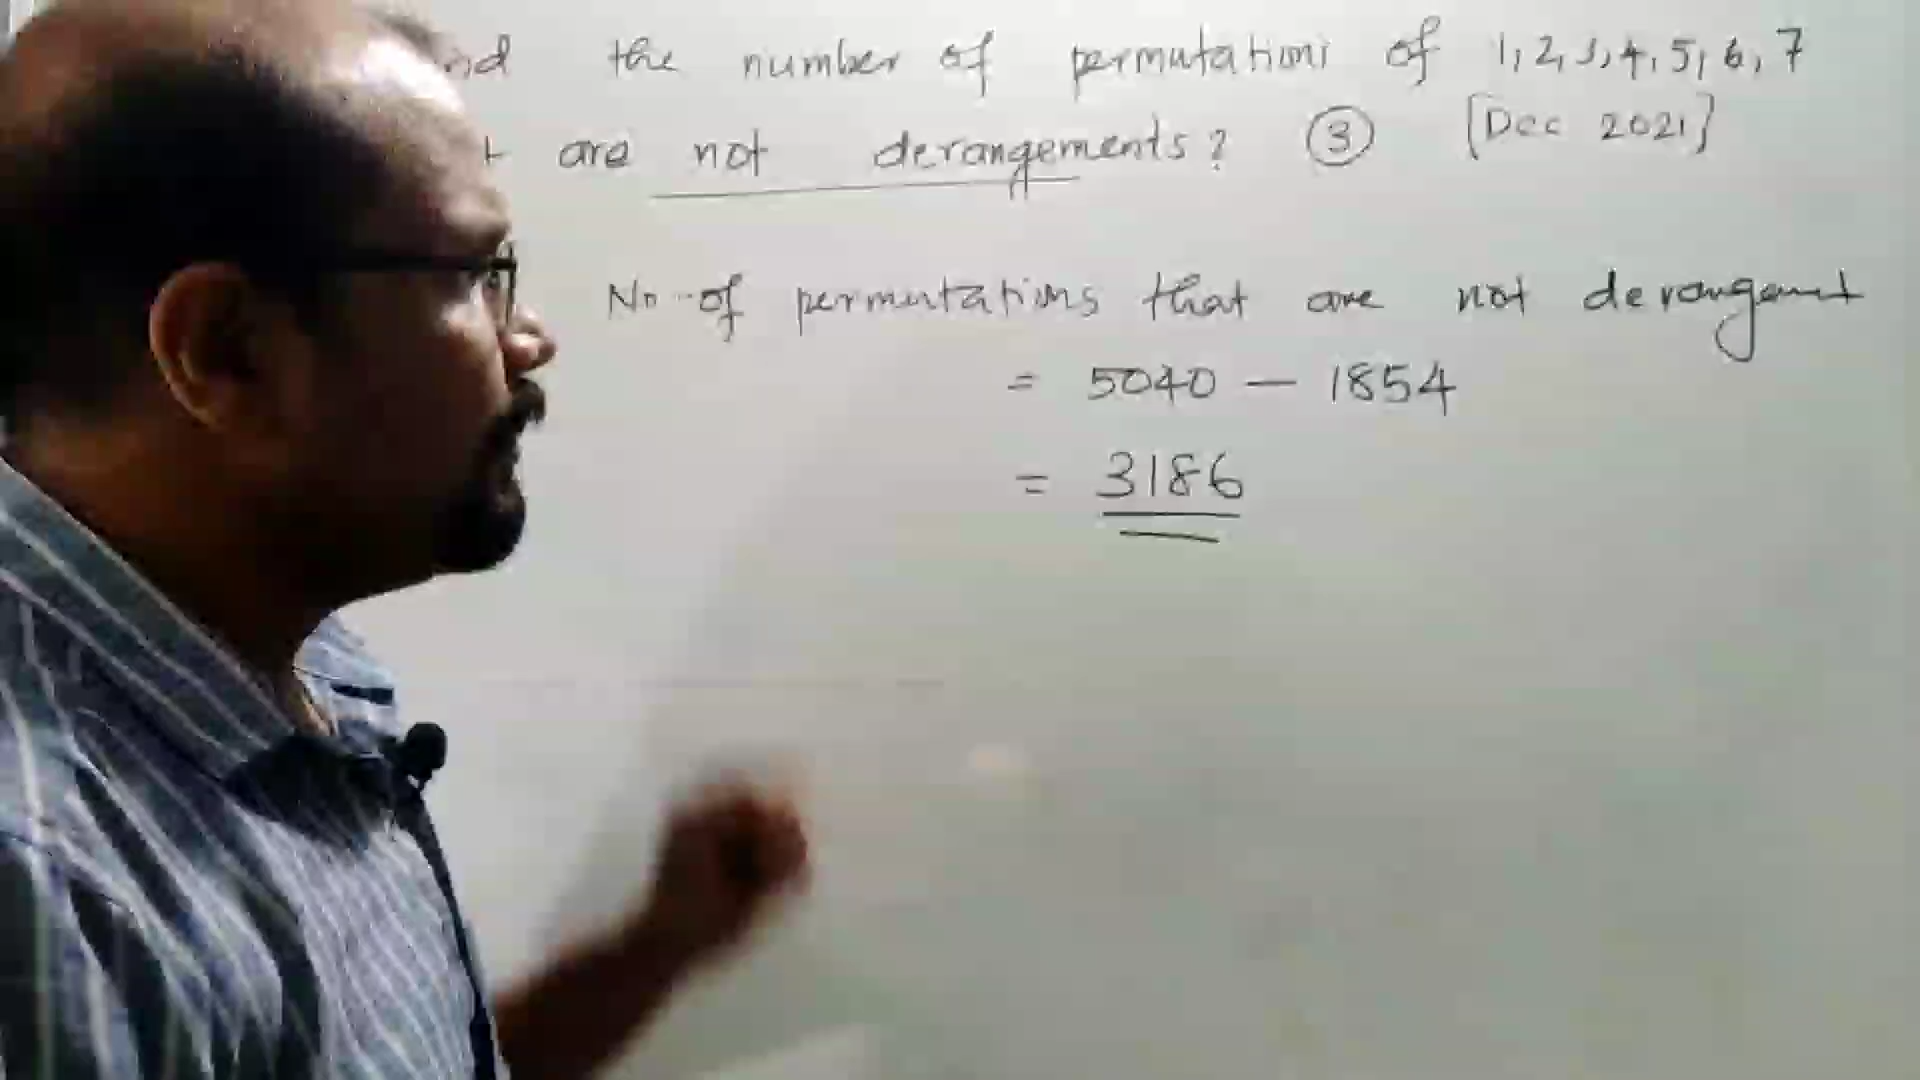 nd the number of permutations of 1, 2, 3, 4, 5, 6, 7
t are not derangements? ③ [Dec 2021]
No. of permutations that are not derangement
= 5040 — 1854
= 3186